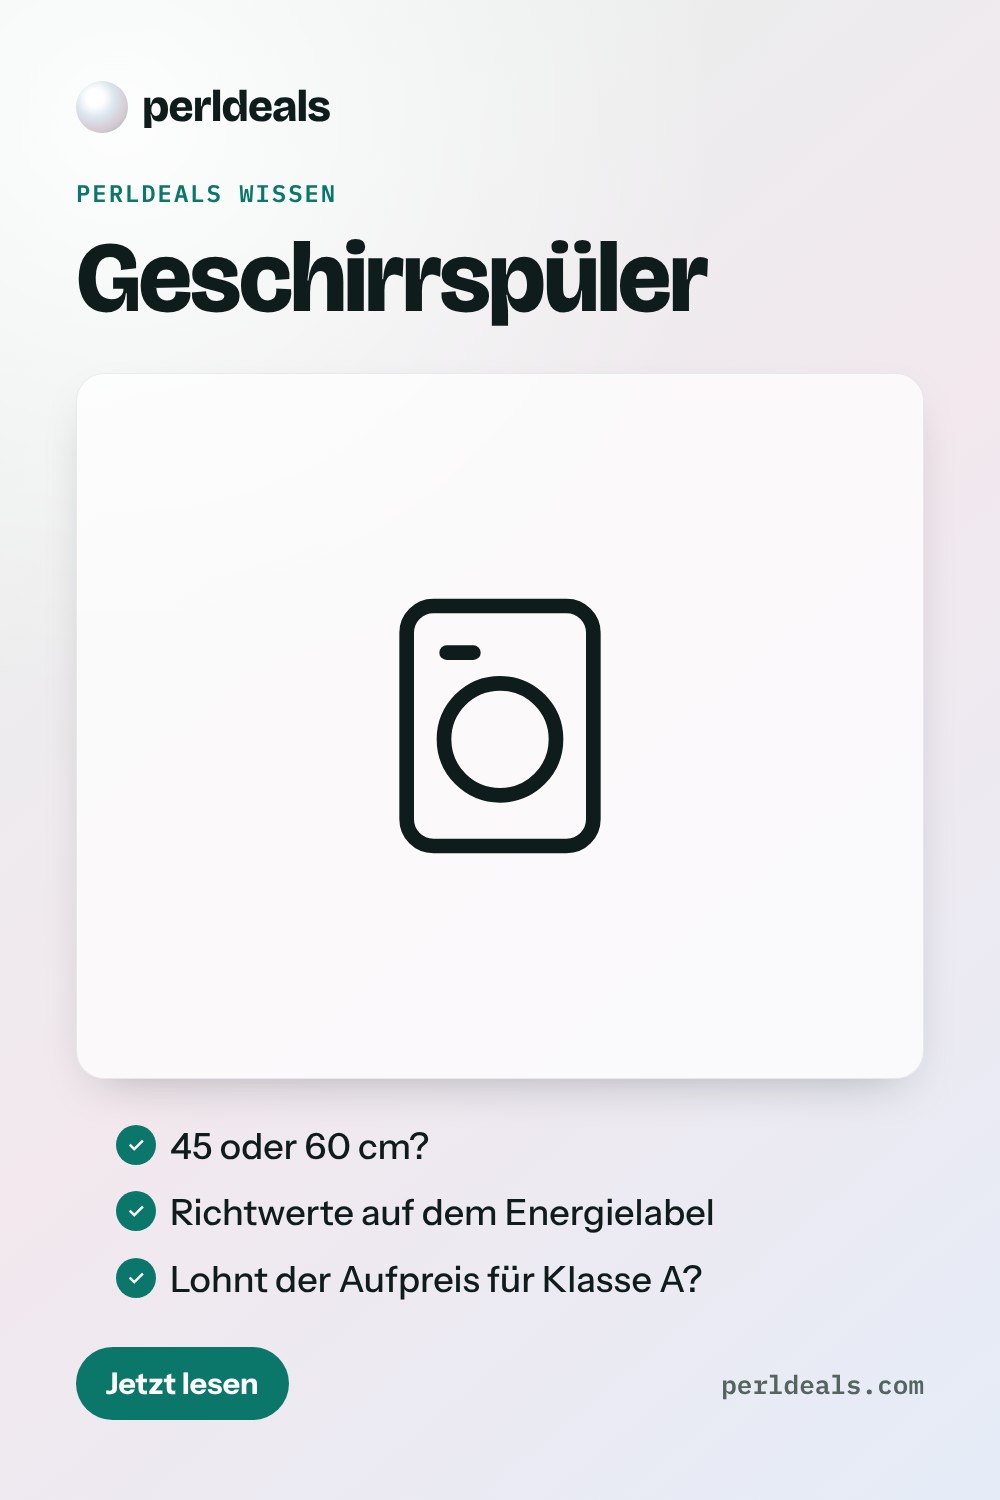 perldeals
PERLDEALS WISSEN
Geschirrspüler
45 oder 60 cm?
Richtwerte auf dem Energielabel
Lohnt der Aufpreis für Klasse A?
Jetzt lesen
perldeals.com